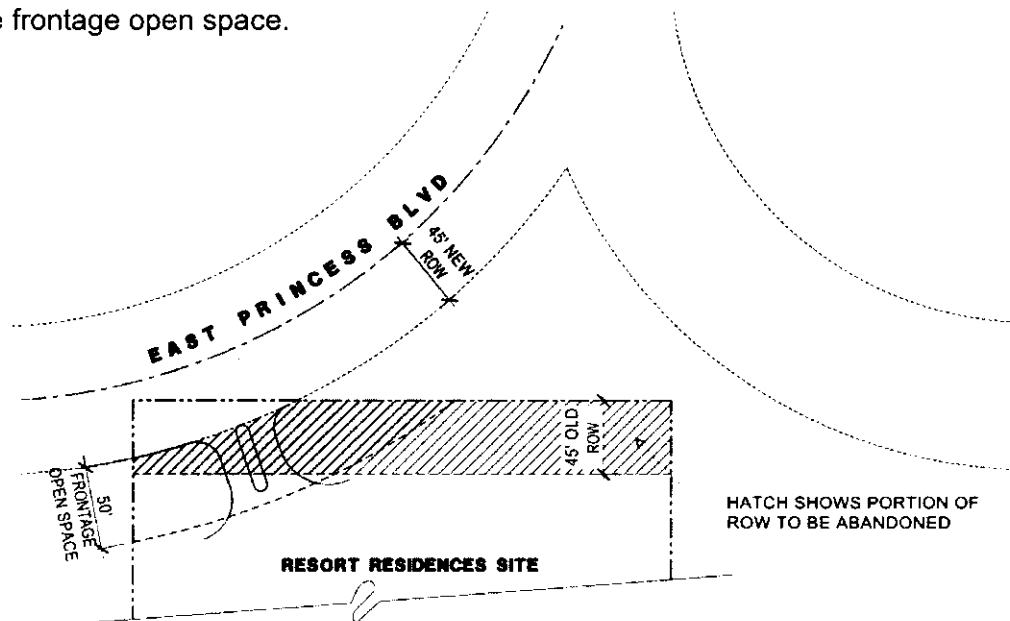 frontage open space.
EAST PRINCESS BLVD
45' NEW
ROW
45' OLD
ROW
50'
FRONTAGE
OPEN SPACE
HATCH SHOWS PORTION OF
ROW TO BE ABANDONED
RESORT RESIDENCES SITE